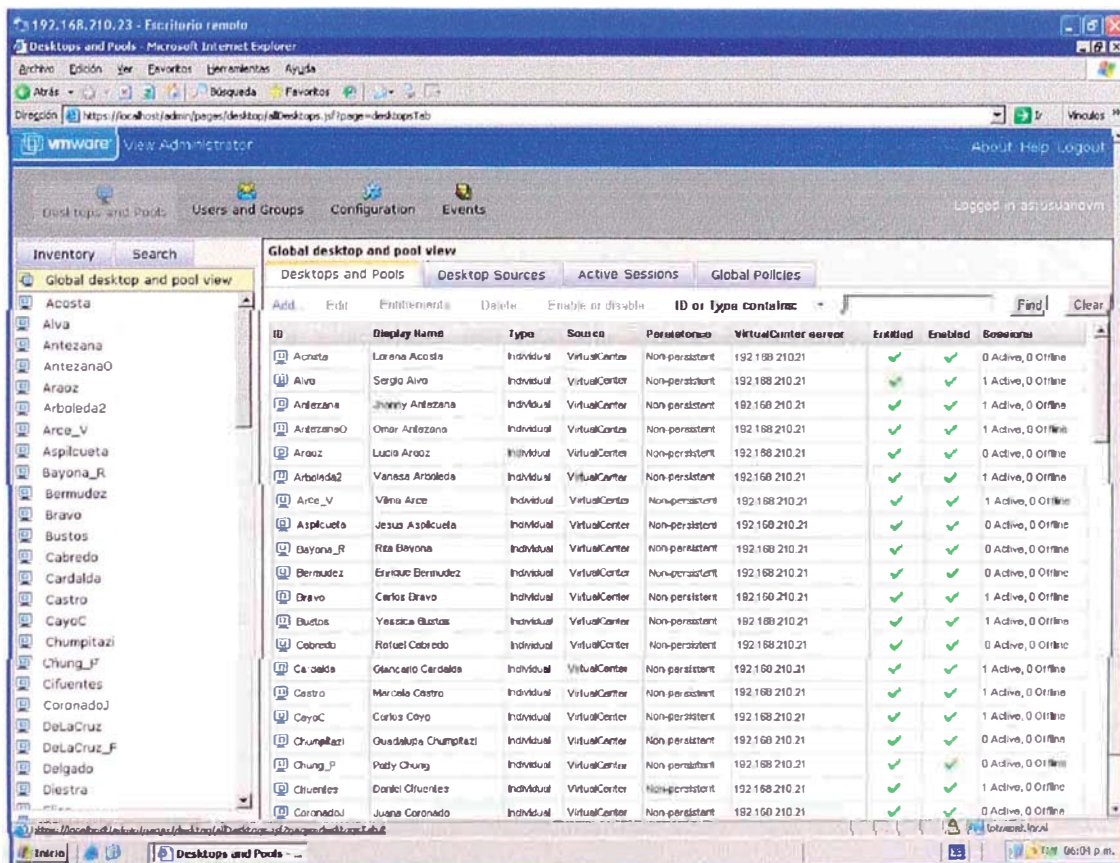 192.168.210.23 - Escritorio remoto
Desktops and Pools - Microsoft Internet Explorer
Archivo Edición Ver Favoritos Herramientas Ayuda
Atrás Búsqueda Favoritos
Dirección https://localhost/admin/pages/desktop/allDesktops.jsf?page=desktopsTab Ir Vínculos
vmware View Administrator About Help Logout
Desktops and Pools Users and Groups Configuration Events Logged in as: usuariovm
Inventory Search
Global desktop and pool view
Acosta
Alva
Antezana
AntezanaO
Araoz
Arboleda2
Arce_V
Aspilcueta
Bayona_R
Bermudez
Bravo
Bustos
Cabredo
Cardalda
Castro
CayoC
Chumpitazi
Chung_P
Cifuentes
CoronadoJ
DeLaCruz
DeLaCruz_F
Delgado
Diestra
Global desktop and pool view
Desktops and Pools Desktop Sources Active Sessions Global Policies
Add... Edit Entitlements Delete Enable or disable ID or Type contains: Find Clear
ID Display Name Type Source Persistence VirtualCenter server Entitled Enabled Sessions
Acosta Lorena Acosta Individual VirtualCenter Non-persistent 192.168.210.21 0 Active, 0 Offline
Alva Sergio Alva Individual VirtualCenter Non-persistent 192.168.210.21 1 Active, 0 Offline
Antezana Jhonny Antezana Individual VirtualCenter Non-persistent 192.168.210.21 1 Active, 0 Offline
AntezanaO Omar Antezana Individual VirtualCenter Non-persistent 192.168.210.21 1 Active, 0 Offline
Araoz Lucia Araoz Individual VirtualCenter Non-persistent 192.168.210.21 0 Active, 0 Offline
Arboleda2 Vanesa Arboleda Individual VirtualCenter Non-persistent 192.168.210.21 1 Active, 0 Offline
Arce_V Vilma Arce Individual VirtualCenter Non-persistent 192.168.210.21 1 Active, 0 Offline
Aspilcueta Jesus Aspilcueta Individual VirtualCenter Non-persistent 192.168.210.21 0 Active, 0 Offline
Bayona_R Rita Bayona Individual VirtualCenter Non-persistent 192.168.210.21 0 Active, 0 Offline
Bermudez Enrique Bermudez Individual VirtualCenter Non-persistent 192.168.210.21 0 Active, 0 Offline
Bravo Carlos Bravo Individual VirtualCenter Non-persistent 192.168.210.21 1 Active, 0 Offline
Bustos Yessica Bustos Individual VirtualCenter Non-persistent 192.168.210.21 1 Active, 0 Offline
Cabredo Rafael Cabredo Individual VirtualCenter Non-persistent 192.168.210.21 0 Active, 0 Offline
Cardalda Giancarlo Cardalda Individual VirtualCenter Non-persistent 192.168.210.21 1 Active, 0 Offline
Castro Marcela Castro Individual VirtualCenter Non-persistent 192.168.210.21 1 Active, 0 Offline
CayoC Carlos Cayo Individual VirtualCenter Non-persistent 192.168.210.21 1 Active, 0 Offline
Chumpitazi Guadalupe Chumpitazi Individual VirtualCenter Non-persistent 192.168.210.21 0 Active, 0 Offline
Chung_P Patty Chung Individual VirtualCenter Non-persistent 192.168.210.21 0 Active, 0 Offline
Cifuentes Daniel Cifuentes Individual VirtualCenter Non-persistent 192.168.210.21 1 Active, 0 Offline
CoronadoJ Juana Coronado Individual VirtualCenter Non-persistent 192.168.210.21 0 Active, 0 Offline
https://localhost/admin/pages/desktop/allDesktops.jsf?page=desktopsTab#
Inicio Desktops and Pools - ... 06:04 p.m.